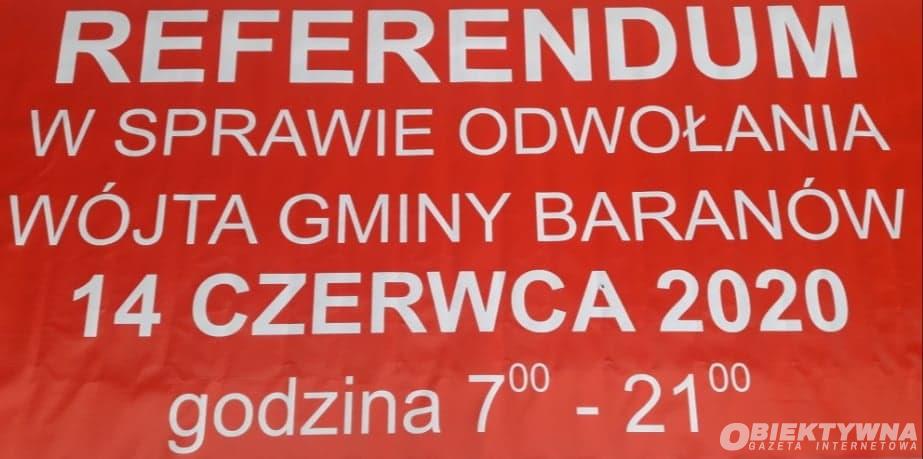 REFERENDUM
W SPRAWIE ODWOŁANIA
WÓJTA GMINY BARANÓW
14 CZERWCA 2020
godzina 7⁰⁰ - 21⁰⁰
OBIEKTYWNA
GAZETA INTERNETOWA